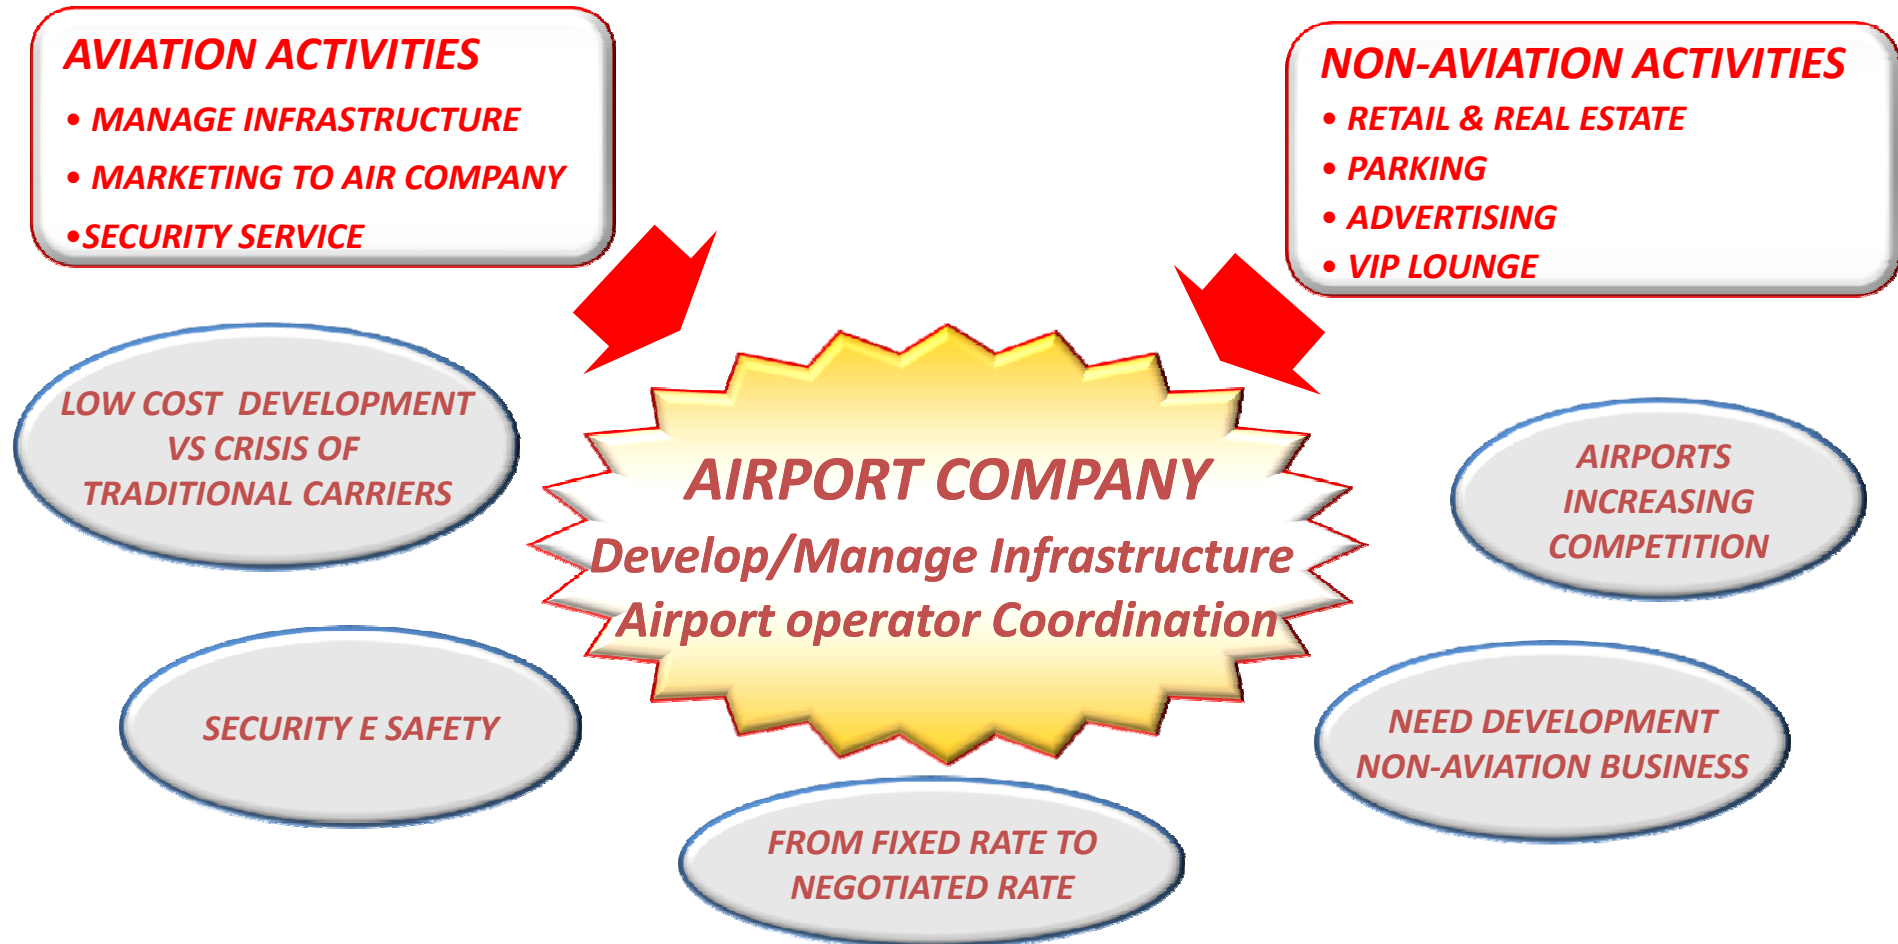 AVIATION ACTIVITIES
• MANAGE INFRASTRUCTURE
• MARKETING TO AIR COMPANY
•SECURITY SERVICE
NON-AVIATION ACTIVITIES
• RETAIL & REAL ESTATE
• PARKING
• ADVERTISING
• VIP LOUNGE
LOW COST DEVELOPMENT
VS CRISIS OF
TRADITIONAL CARRIERS
AIRPORT COMPANY
Develop/Manage Infrastructure
Airport operator Coordination
AIRPORTS
INCREASING
COMPETITION
SECURITY E SAFETY
NEED DEVELOPMENT
NON-AVIATION BUSINESS
FROM FIXED RATE TO
NEGOTIATED RATE